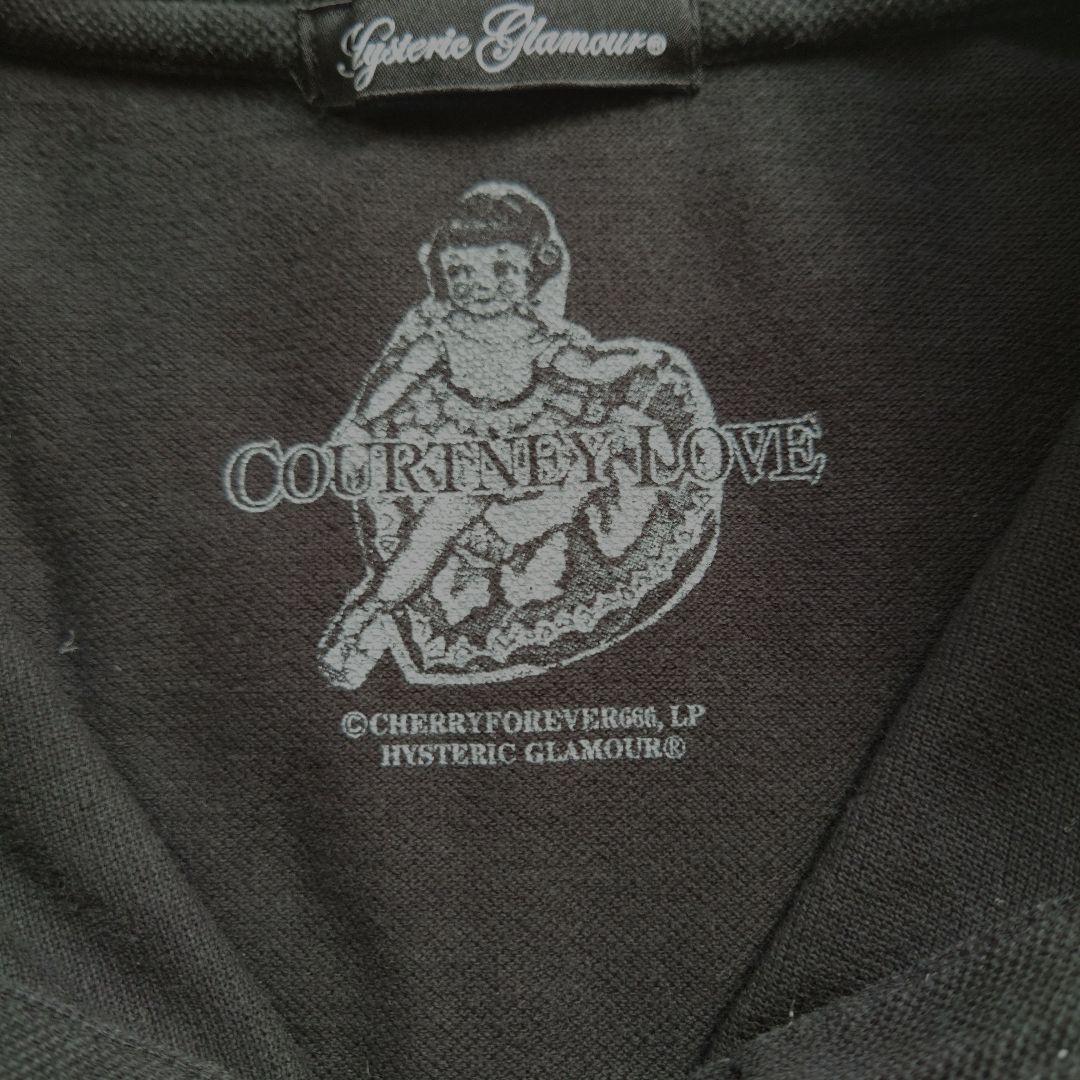 Hysteric Glamour®
COURTNEY LOVE
©CHERRYFOREVER666, LP
HYSTERIC GLAMOUR®